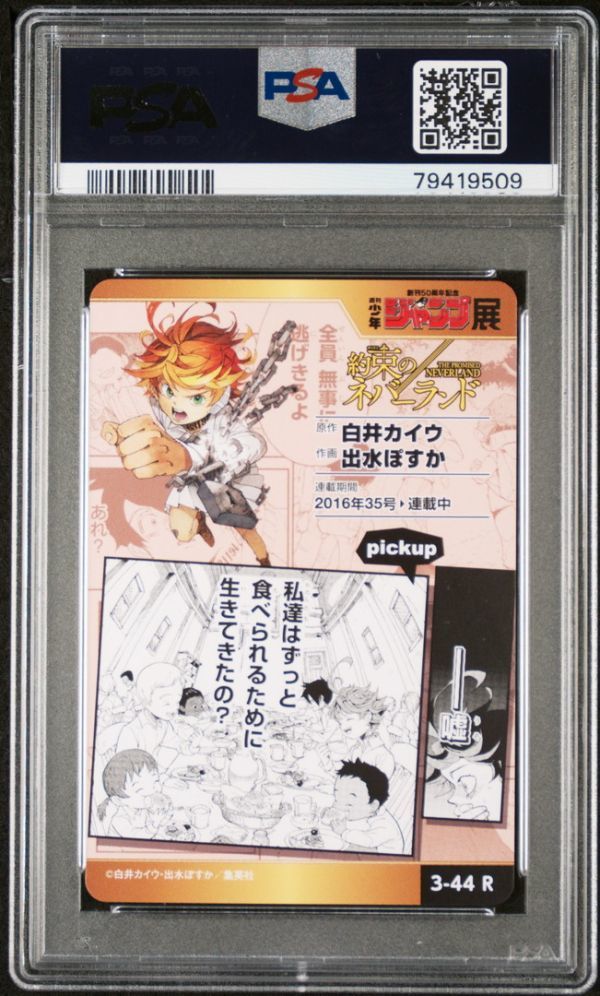 PSA
PSA
79419509
創刊50周年記念
週刊少年ジャンプ展
約束のネバーランド
THE PROMISED
NEVERLAND
全員 無事に
逃げきるよ
あれ?
原作 白井カイウ
作画 出水ぽすか
連載期間
2016年35号▶連載中
pickup
私達はずっと
食べられるために
生きてきたの?
嘘
©白井カイウ・出水ぽすか/集英社
3-44 R
PSA